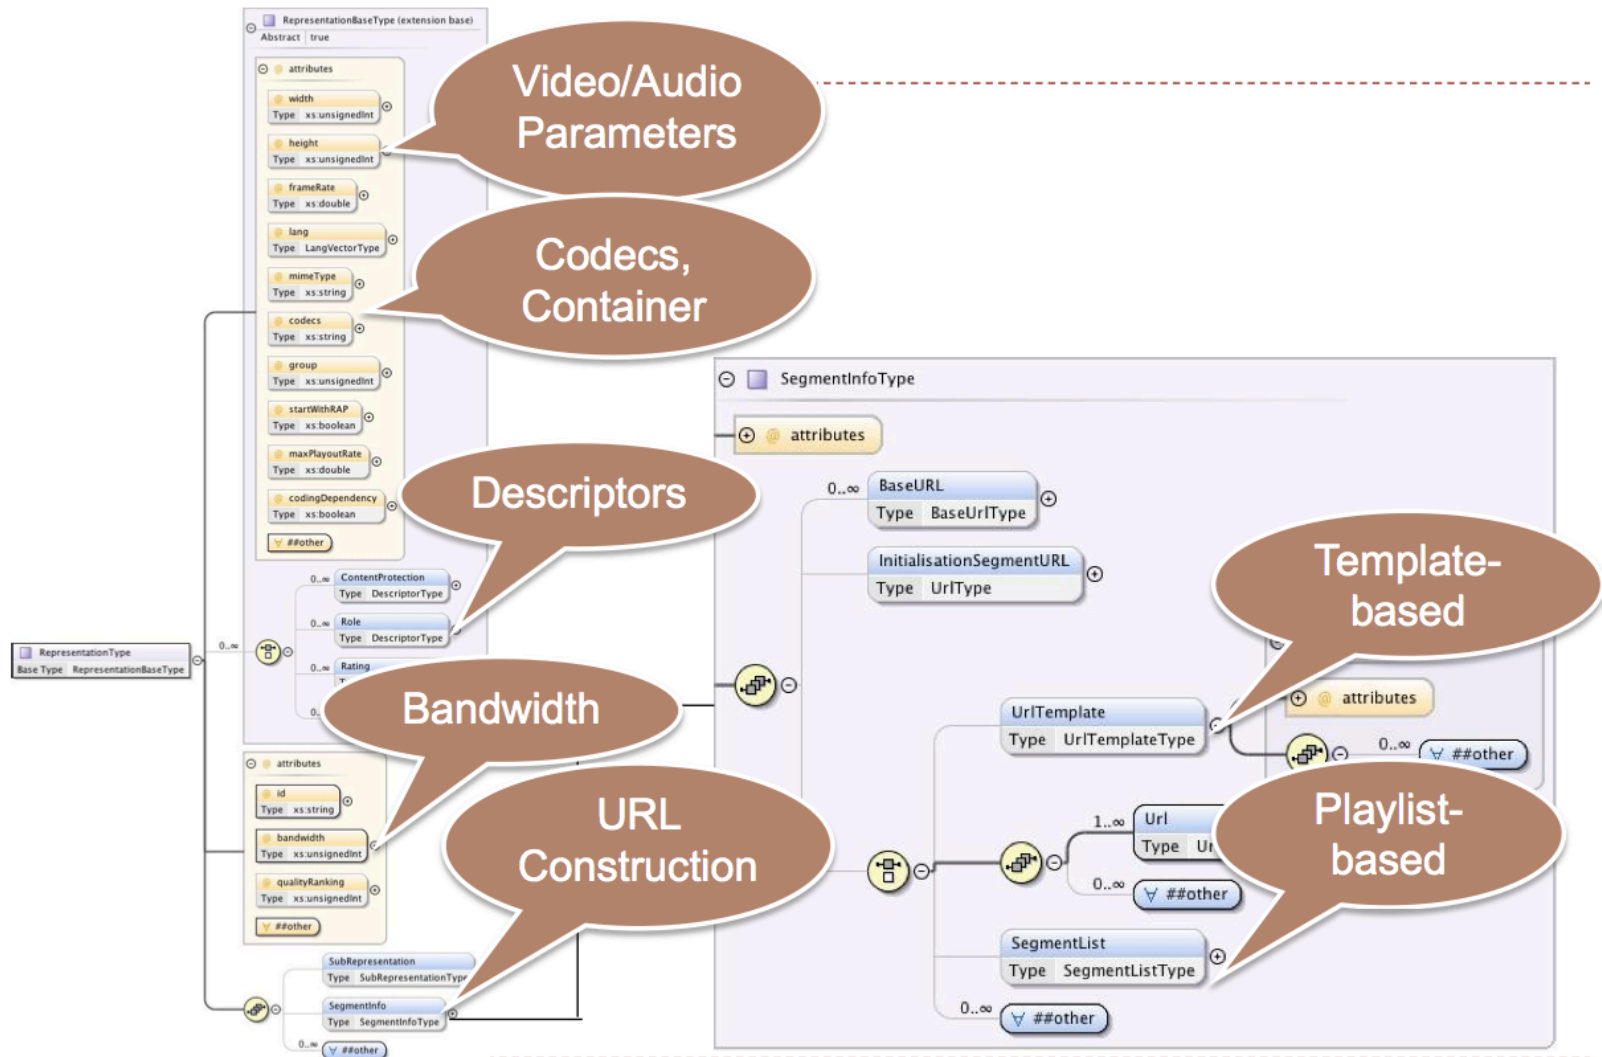 RepresentationBaseType (extension base)
Abstract true
attributes
width
Type xs:unsignedInt
height
Type xs:unsignedInt
frameRate
Type xs:double
lang
Type LangVectorType
mimeType
Type xs:string
codecs
Type xs:string
group
Type xs:unsignedInt
startWithRAP
Type xs:boolean
maxPlayoutRate
Type xs:double
codingDependency
Type xs:boolean
##other
0..∞ ContentProtection
Type DescriptorType
0..∞ Role
Type DescriptorType
0..∞ Rating
0..∞
RepresentationType
Base Type RepresentationBaseType
attributes
id
Type xs:string
bandwidth
Type xs:unsignedInt
qualityRanking
Type xs:unsignedInt
##other
SubRepresentation
Type SubRepresentationType
SegmentInfo
Type SegmentInfoType
0..∞ ##other
Video/Audio
Parameters
Codecs,
Container
Descriptors
Bandwidth
URL
Construction
SegmentInfoType
attributes
0..∞ BaseURL
Type BaseUrlType
InitialisationSegmentURL
Type UrlType
UrlTemplate
Type UrlTemplateType
attributes
0..∞ ##other
1..∞ Url
Type
0..∞ ##other
SegmentList
Type SegmentListType
0..∞ ##other
Template-
based
Playlist-
based